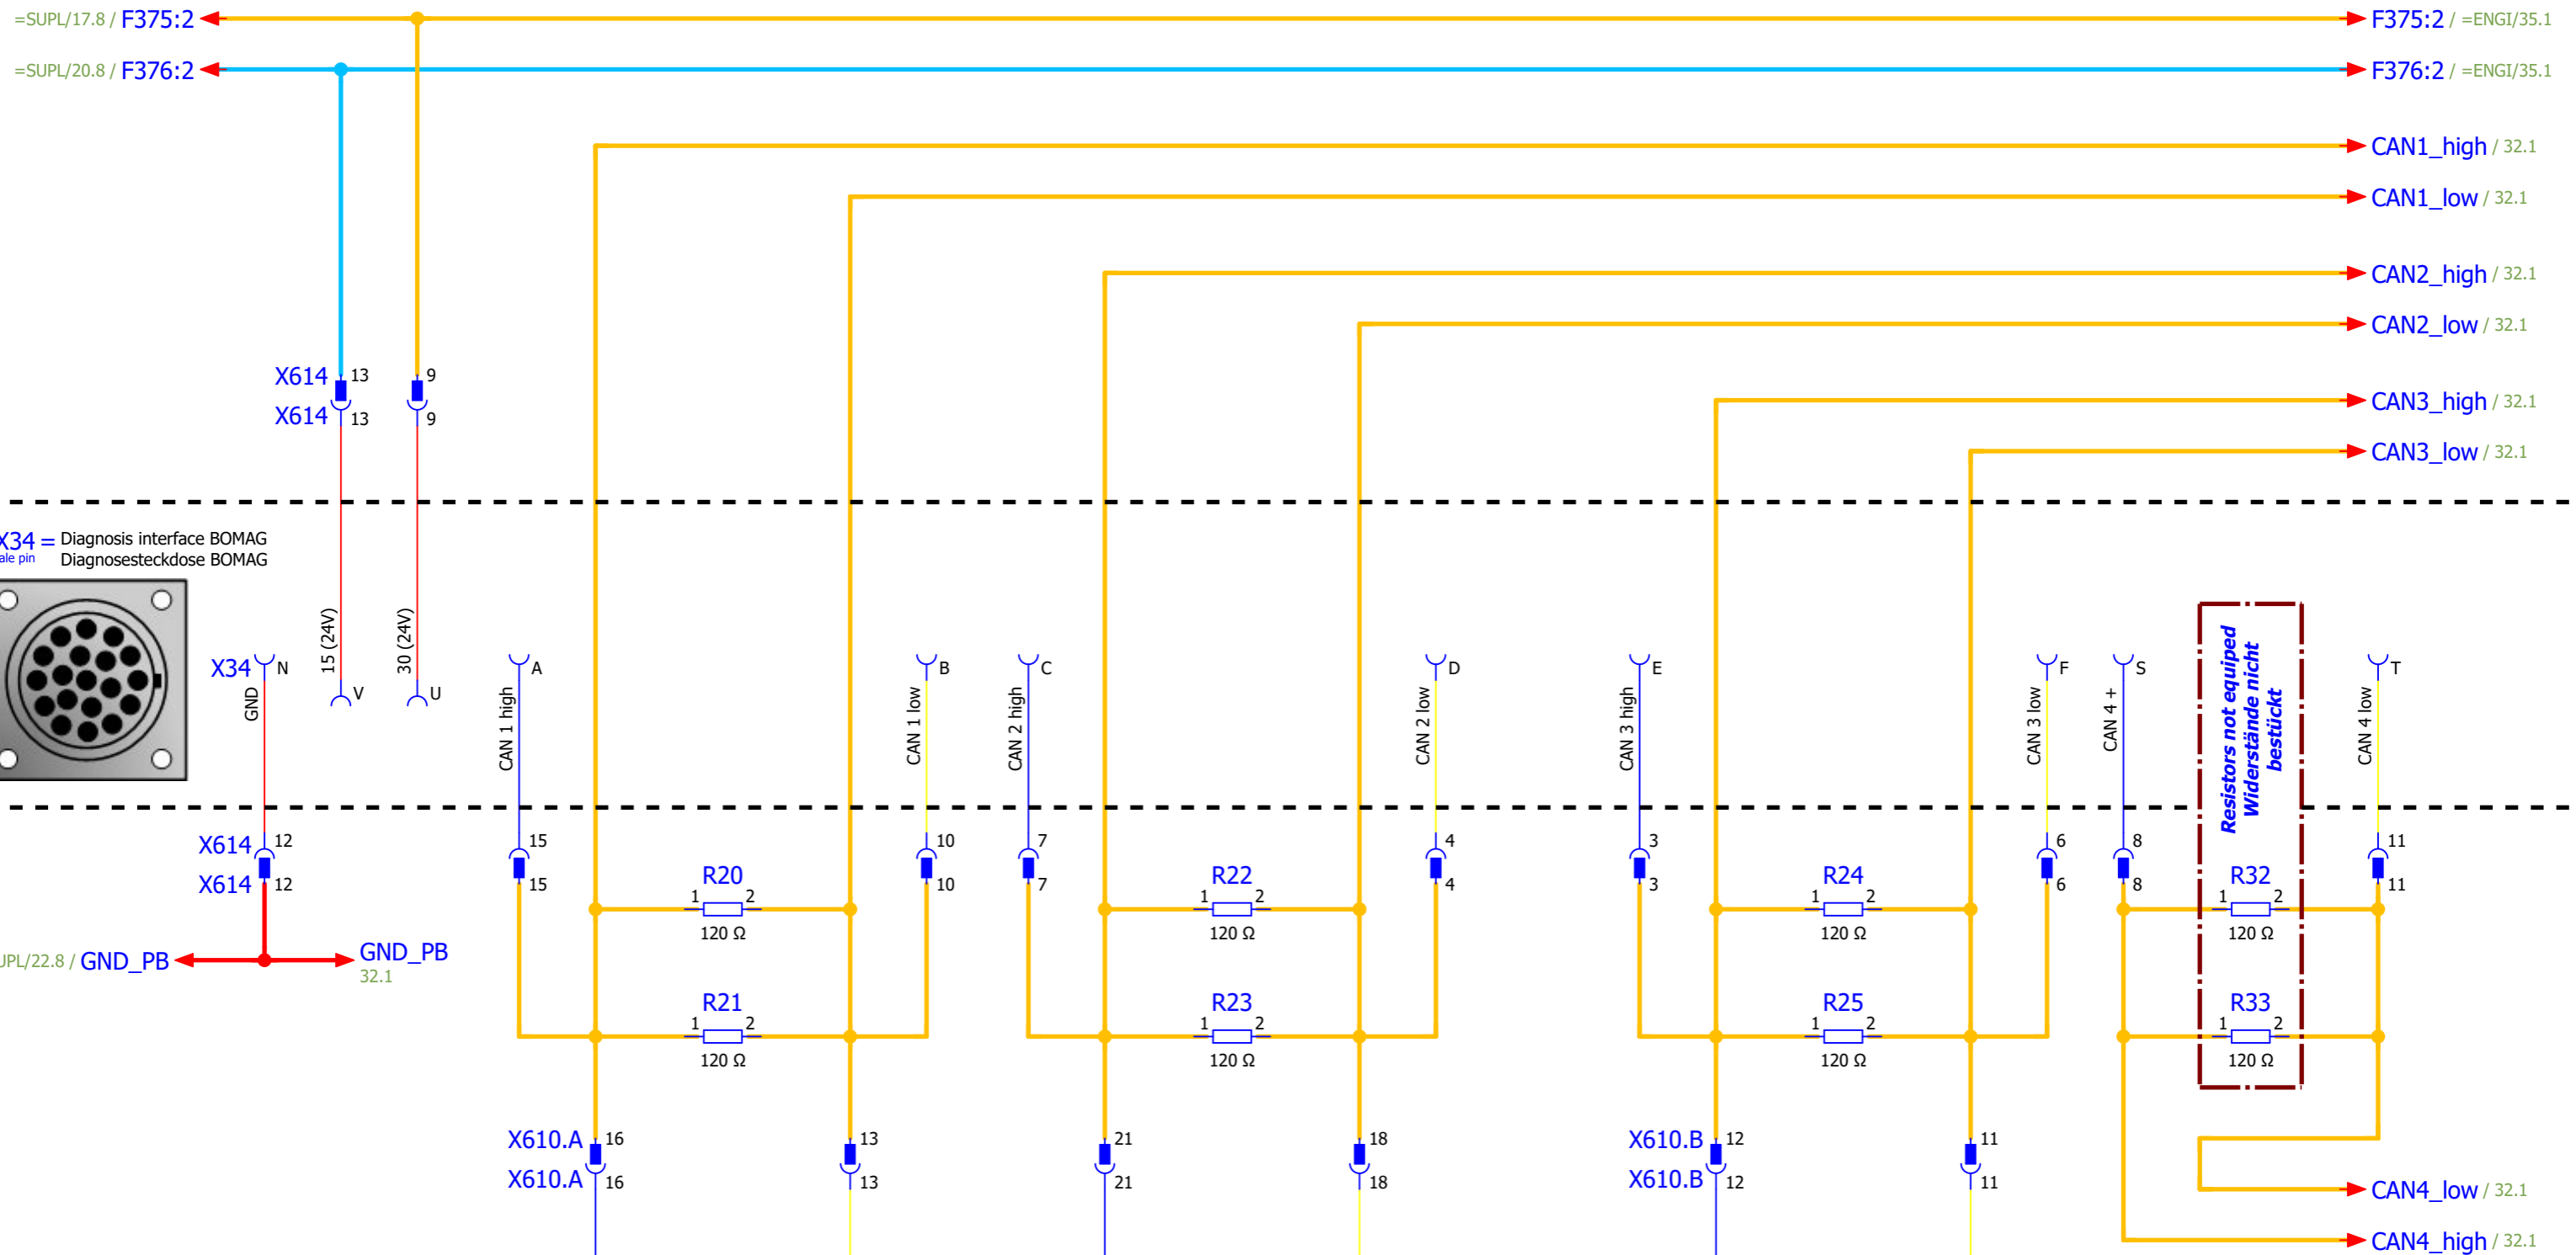 =SUPL/17.8 / F375:2
F375:2 / =ENGI/35.1
=SUPL/20.8 / F376:2
F376:2 / =ENGI/35.1
CAN1_high / 32.1
CAN1_low / 32.1
CAN2_high / 32.1
CAN2_low / 32.1
X614 13 9
X614 13 9
CAN3_high / 32.1
CAN3_low / 32.1
X34 = Diagnosis interface BOMAG
ale pin Diagnosesteckdose BOMAG
15 (24V)
30 (24V)
V
U
X34 N
GND
A
CAN 1 high
B
CAN 1 low
C
CAN 2 high
D
CAN 2 low
E
CAN 3 high
F
CAN 3 low
S
CAN 4 +
Resistors not equiped
Widerstände nicht
bestückt
T
CAN 4 low
X614 12 15 10 7 4 3 6 8 11
X614 12 15 10 7 4 3 6 8 11
R20 R22 R24 R32
1 2 1 2 1 2 1 2
120 Ω 120 Ω 120 Ω 120 Ω
UPL/22.8 / GND_PB
GND_PB
32.1
R21 R23 R25 R33
1 2 1 2 1 2 1 2
120 Ω 120 Ω 120 Ω 120 Ω
X610.A 16 13 21 18 X610.B 12 11
X610.A 16 13 21 18 X610.B 12 11
CAN4_low / 32.1
CAN4_high / 32.1